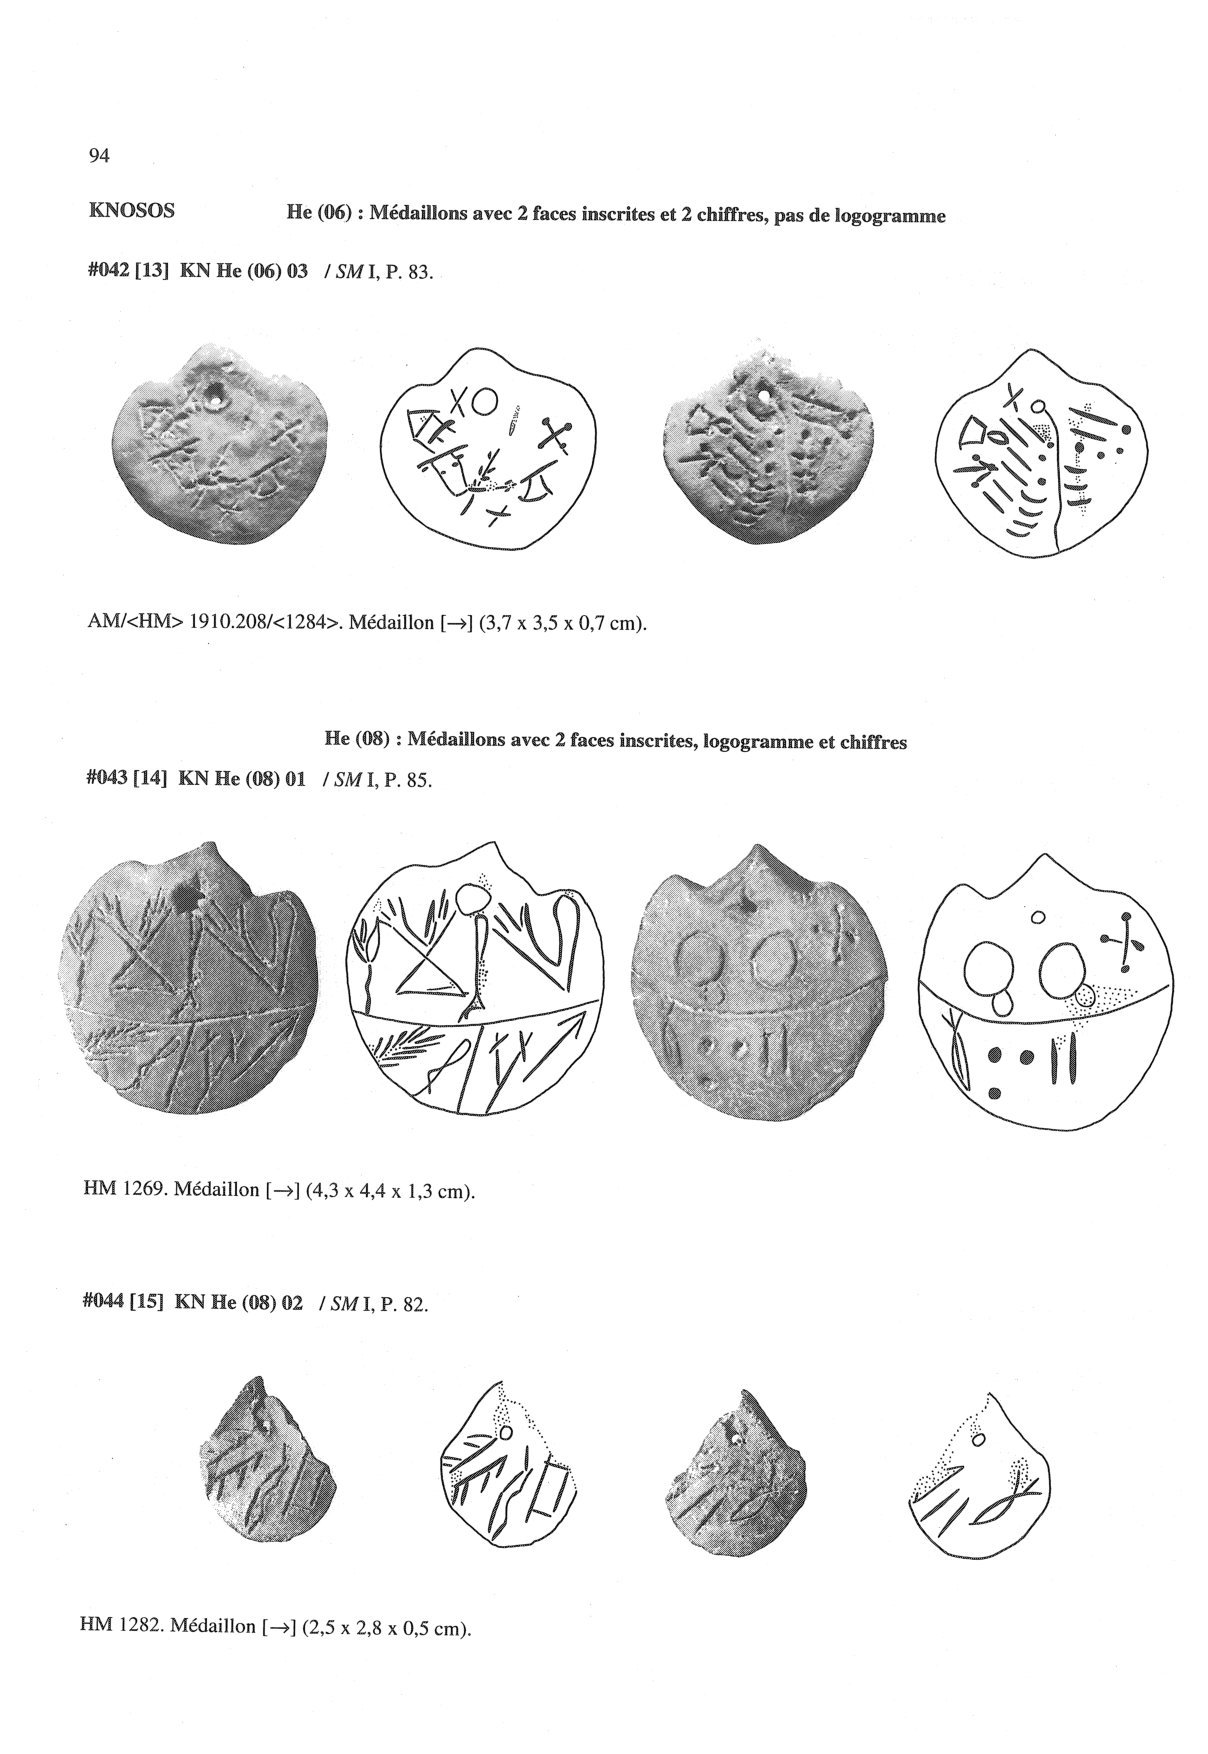 94
KNOSOS He (06) : Médaillons avec 2 faces inscrites et 2 chiffres, pas de logogramme
#042 [13] KN He (06) 03 / SM I, P. 83.
AM/<HM> 1910.208/<1284>. Médaillon [→] (3,7 x 3,5 x 0,7 cm).
He (08) : Médaillons avec 2 faces inscrites, logogramme et chiffres
#043 [14] KN He (08) 01 / SM I, P. 85.
HM 1269. Médaillon [→] (4,3 x 4,4 x 1,3 cm).
#044 [15] KN He (08) 02 / SM I, P. 82.
HM 1282. Médaillon [→] (2,5 x 2,8 x 0,5 cm).